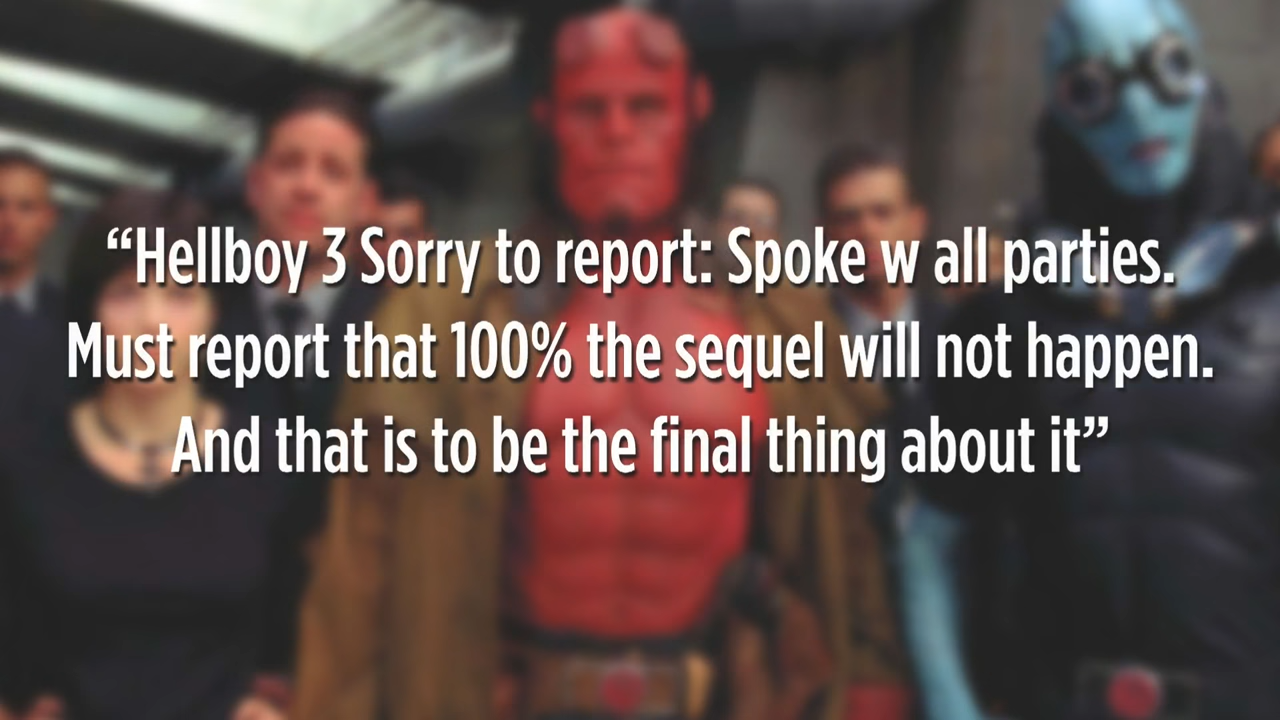 “Hellboy 3 Sorry to report: Spoke w all parties.
Must report that 100% the sequel will not happen.
And that is to be the final thing about it”